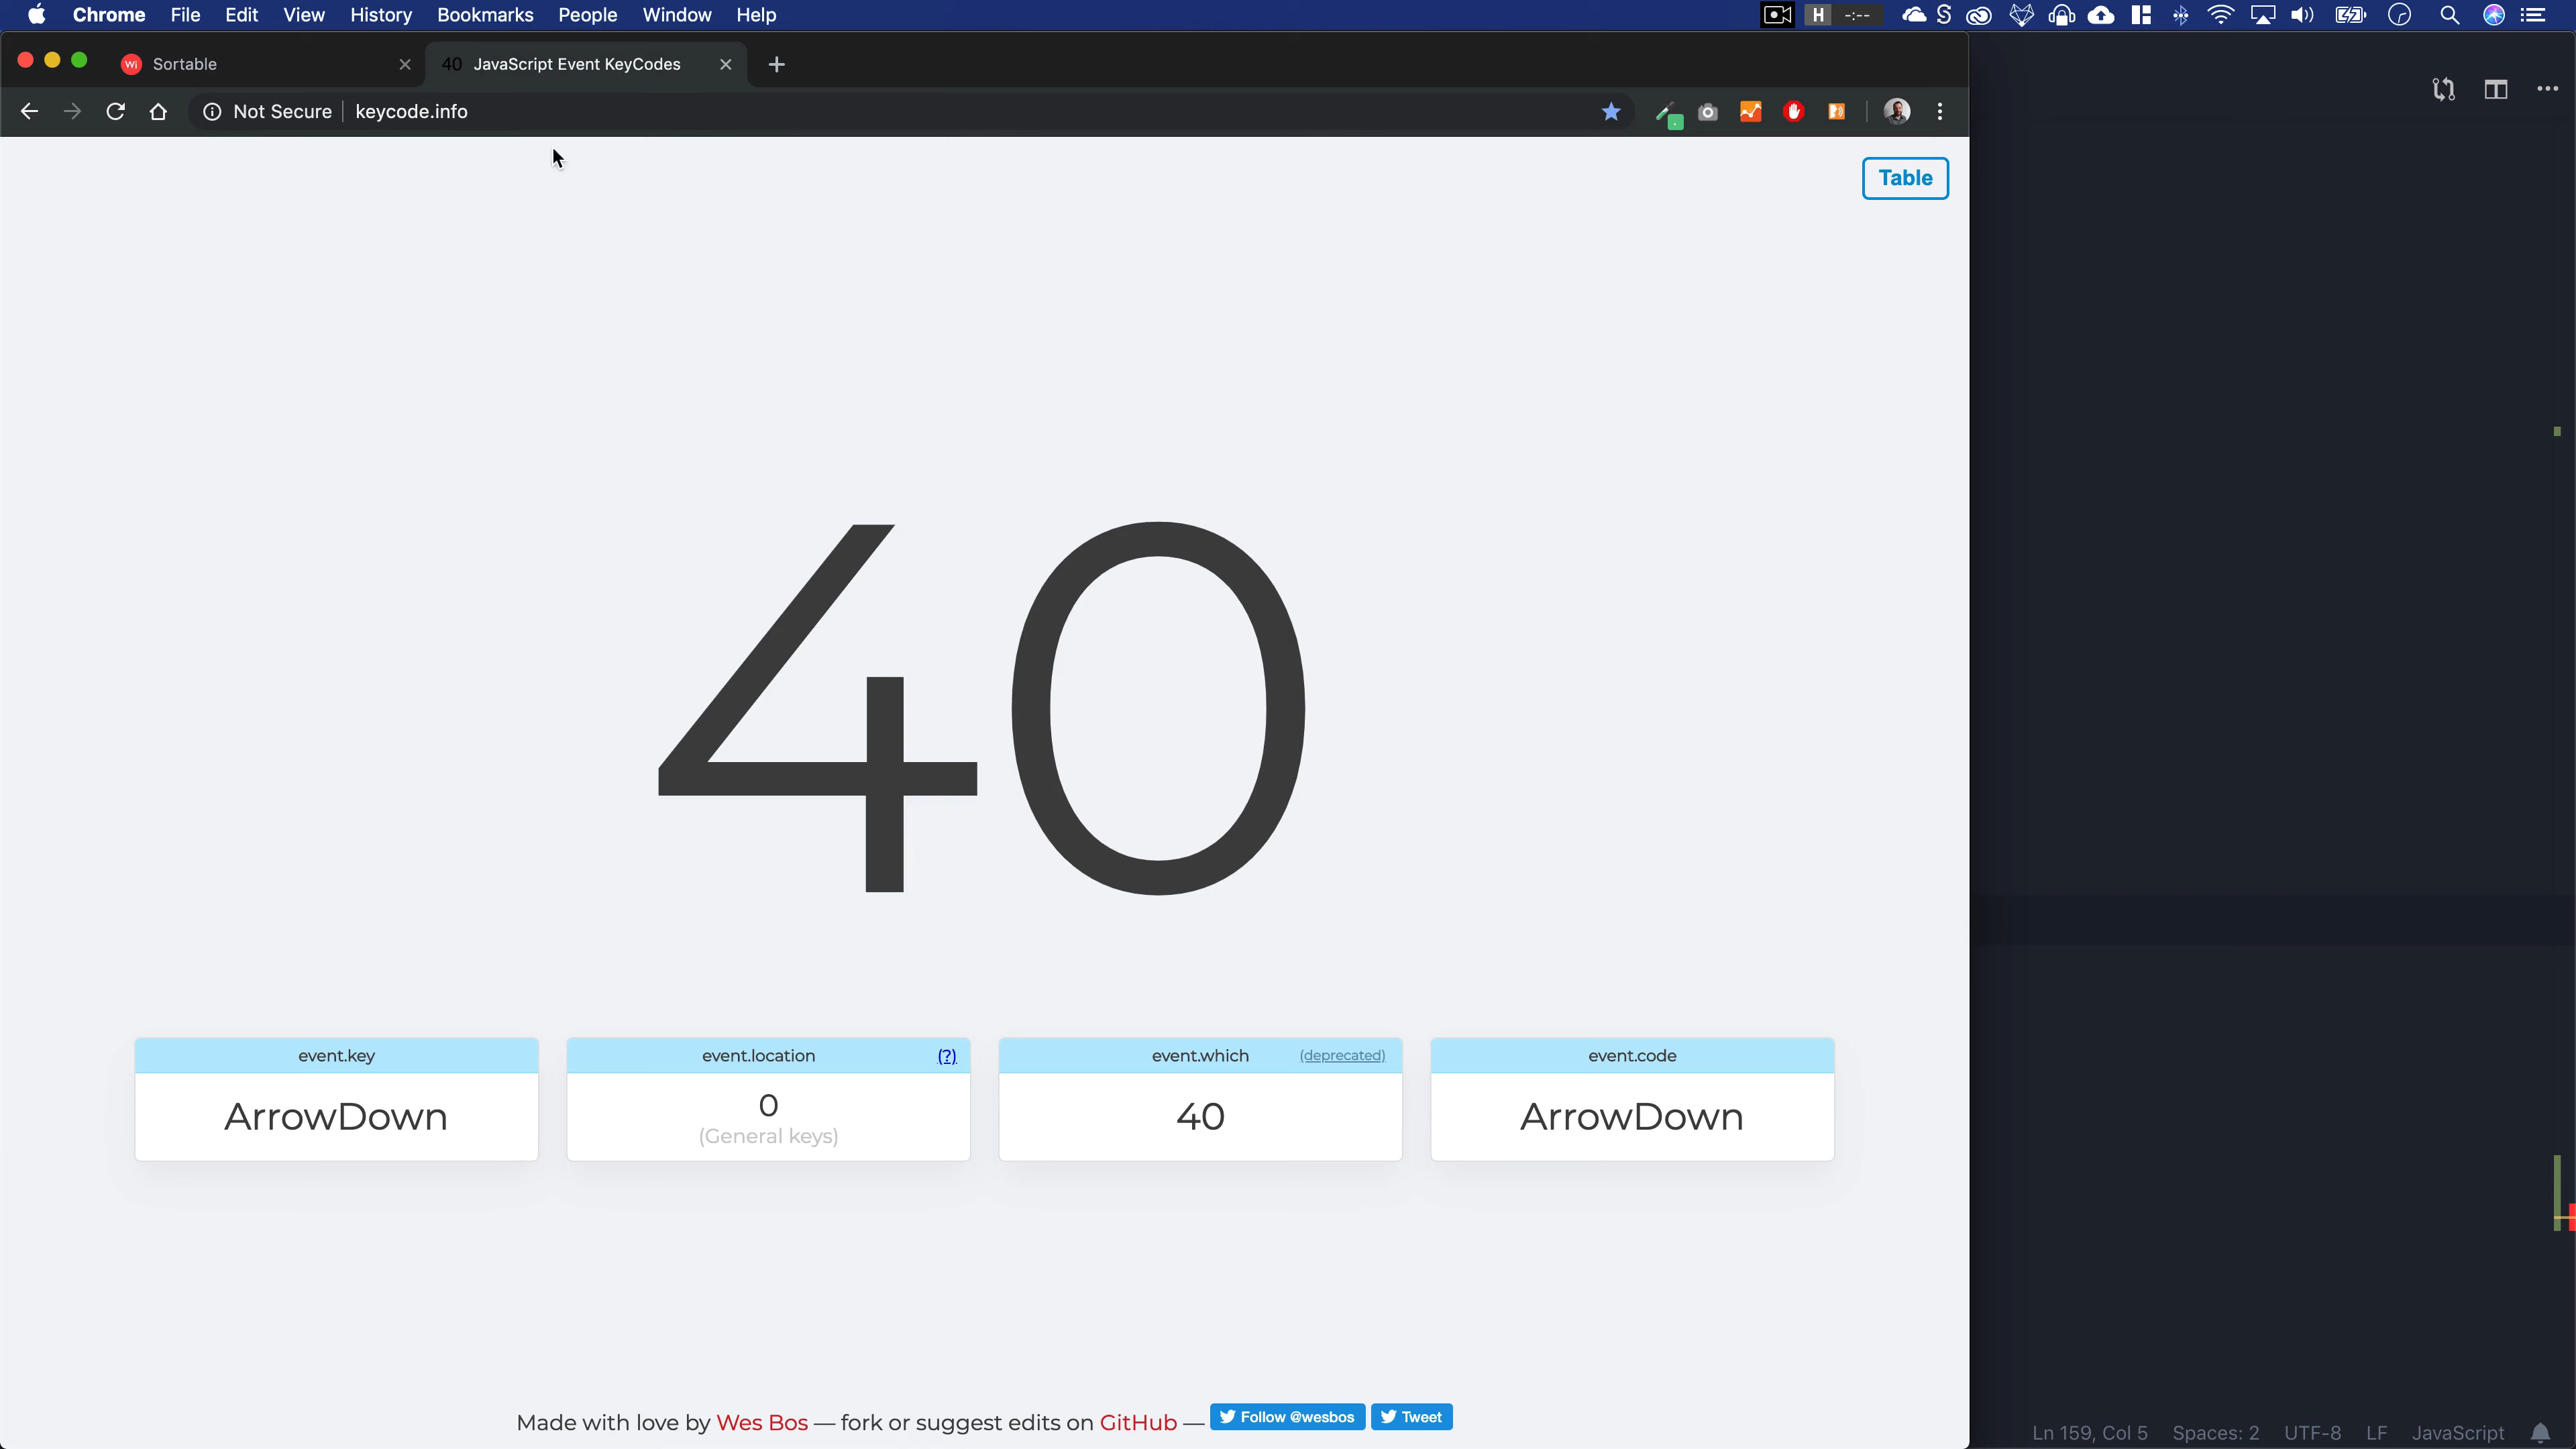 Chrome File Edit View History Bookmarks People Window Help H -:--
Wi Sortable 40 JavaScript Event KeyCodes
Not Secure keycode.info
Table
40
event.key
ArrowDown
event.location (?)
0
(General keys)
event.which (deprecated)
40
event.code
ArrowDown
Made with love by Wes Bos — fork or suggest edits on GitHub — Follow @wesbos Tweet
Ln 159, Col 5 Spaces: 2 UTF-8 LF JavaScript